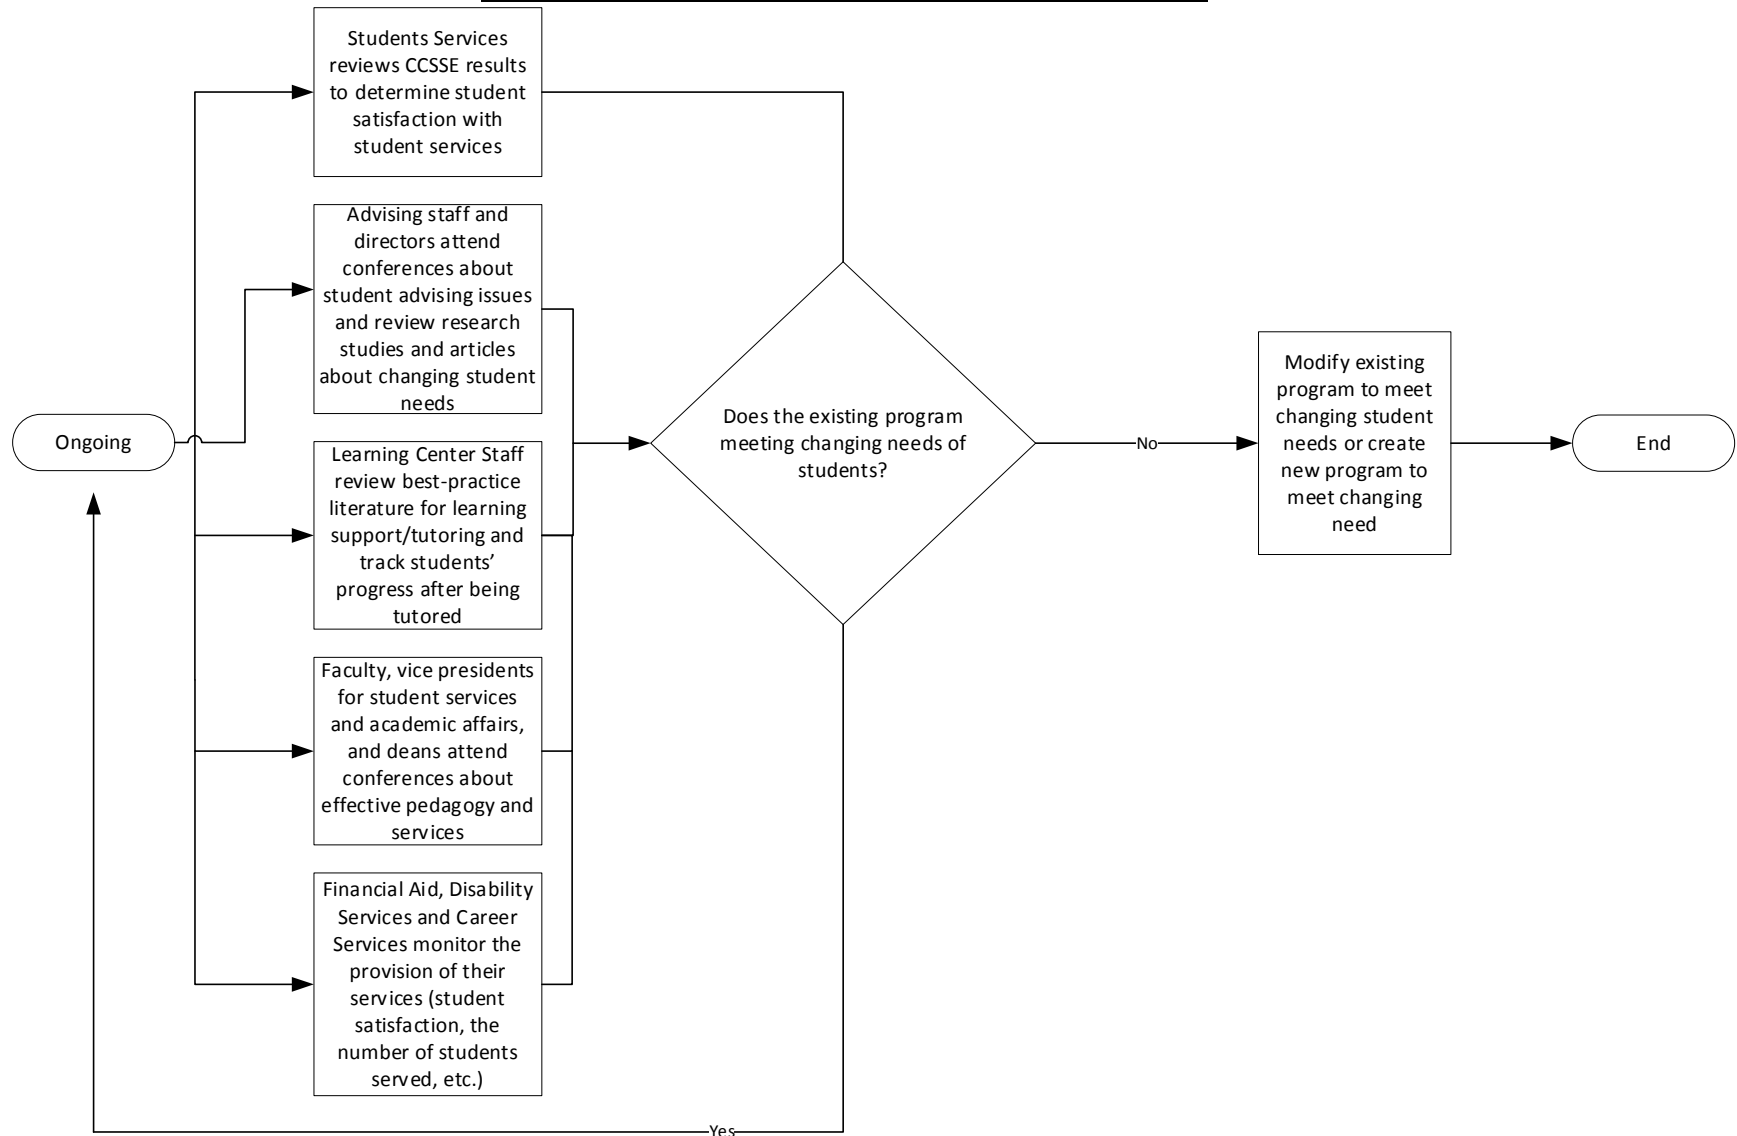 Students Services
reviews CCSSE results
to determine student
satisfaction with
student services
Advising staff and
directors attend
conferences about
student advising issues
and review research
studies and articles
about changing student
needs
Ongoing
Learning Center Staff
review best-practice
literature for learning
support/tutoring and
track students’
progress after being
tutored
Faculty, vice presidents
for student services
and academic affairs,
and deans attend
conferences about
effective pedagogy and
services
Financial Aid, Disability
Services and Career
Services monitor the
provision of their
services (student
satisfaction, the
number of students
served, etc.)
Does the existing program
meeting changing needs of
students?
No
Modify existing
program to meet
changing student
needs or create
new program to
meet changing
need
End
Yes